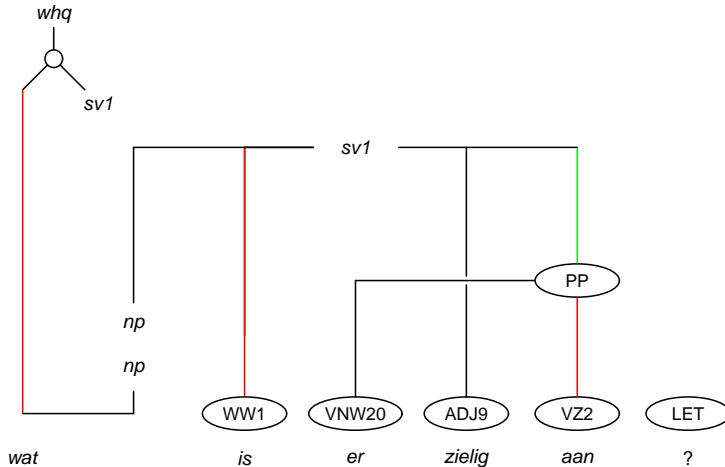 whq
sv1
sv1
PP
np
np
WW1 VNW20 ADJ9 VZ2 LET
wat is er zielig aan ?